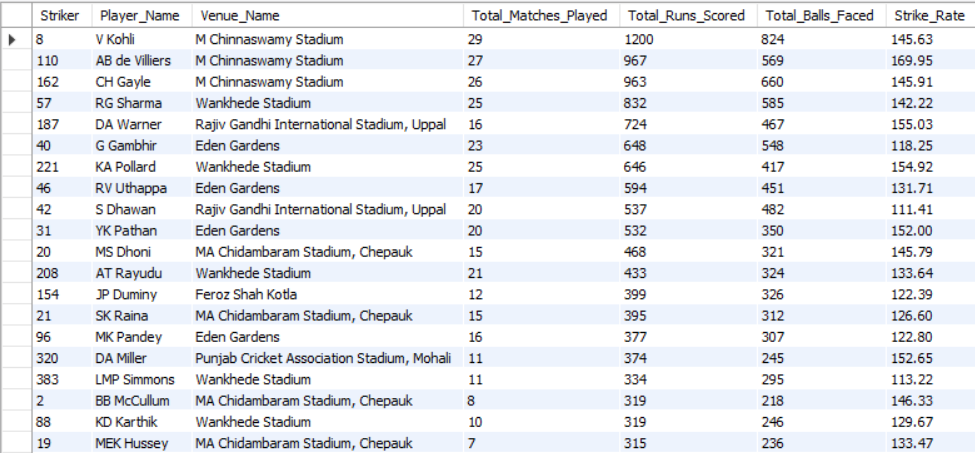 Striker Player_Name Venue_Name Total_Matches_Played Total_Runs_Scored Total_Balls_Faced Strike_Rate
8 V Kohli M Chinnaswamy Stadium 29 1200 824 145.63
110 AB de Villiers M Chinnaswamy Stadium 27 967 569 169.95
162 CH Gayle M Chinnaswamy Stadium 26 963 660 145.91
57 RG Sharma Wankhede Stadium 25 832 585 142.22
187 DA Warner Rajiv Gandhi International Stadium, Uppal 16 724 467 155.03
40 G Gambhir Eden Gardens 23 648 548 118.25
221 KA Pollard Wankhede Stadium 25 646 417 154.92
46 RV Uthappa Eden Gardens 17 594 451 131.71
42 S Dhawan Rajiv Gandhi International Stadium, Uppal 20 537 482 111.41
31 YK Pathan Eden Gardens 20 532 350 152.00
20 MS Dhoni MA Chidambaram Stadium, Chepauk 15 468 321 145.79
208 AT Rayudu Wankhede Stadium 21 433 324 133.64
154 JP Duminy Feroz Shah Kotla 12 399 326 122.39
21 SK Raina MA Chidambaram Stadium, Chepauk 15 395 312 126.60
96 MK Pandey Eden Gardens 16 377 307 122.80
320 DA Miller Punjab Cricket Association Stadium, Mohali 11 374 245 152.65
383 LMP Simmons Wankhede Stadium 11 334 295 113.22
2 BB McCullum MA Chidambaram Stadium, Chepauk 8 319 218 146.33
88 KD Karthik Wankhede Stadium 10 319 246 129.67
19 MEK Hussey MA Chidambaram Stadium, Chepauk 7 315 236 133.47